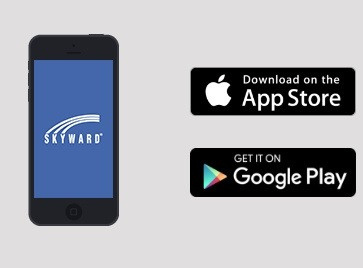 SKYWARD
Download on the
App Store
GET IT ON
Google Play